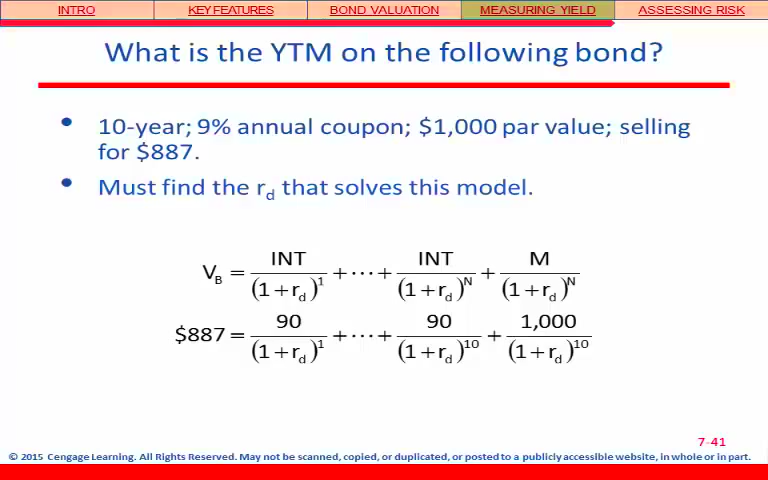 INTRO KEY FEATURES BOND VALUATION MEASURING YIELD ASSESSING RISK
What is the YTM on the following bond?
• 10-year; 9% annual coupon; $1,000 par value; selling
for $887.
• Must find the r_d that solves this model.
V_B = INT/(1 + r_d)^1 + ⋯ + INT/(1 + r_d)^N + M/(1 + r_d)^N
$887 = 90/(1 + r_d)^1 + ⋯ + 90/(1 + r_d)^10 + 1,000/(1 + r_d)^10
7-41
© 2015 Cengage Learning. All Rights Reserved. May not be scanned, copied, or duplicated, or posted to a publicly accessible website, in whole or in part.